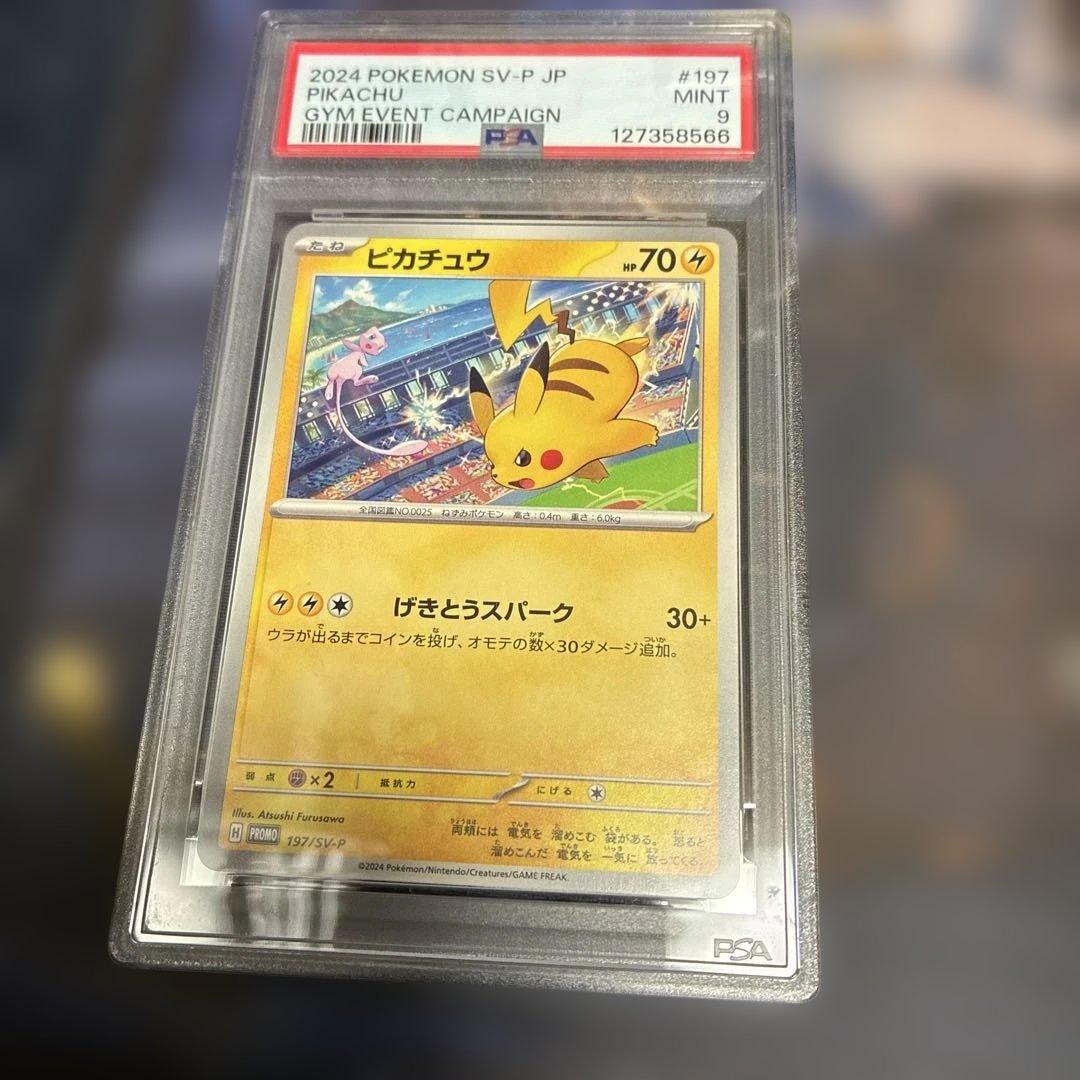 2024 POKEMON SV-P JP #197
PIKACHU MINT
GYM EVENT CAMPAIGN 9
PSA 127358566
たね ピカチュウ HP 70
全国図鑑NO.0025 ねずみポケモン 高さ:0.4m 重さ:6.0kg
げきとうスパーク 30+
ウラが出るまでコインを投げ、オモテの数×30ダメージ追加。
弱点 ×2 抵抗力 にげる
Illus. Atsushi Furusawa
両頬には 電気を 溜めこむ 袋がある。 怒ると
溜めこんだ 電気を 一気に 放ってくる。
H PROMO 197/SV-P
©2024 Pokémon/Nintendo/Creatures/GAME FREAK.
PSA